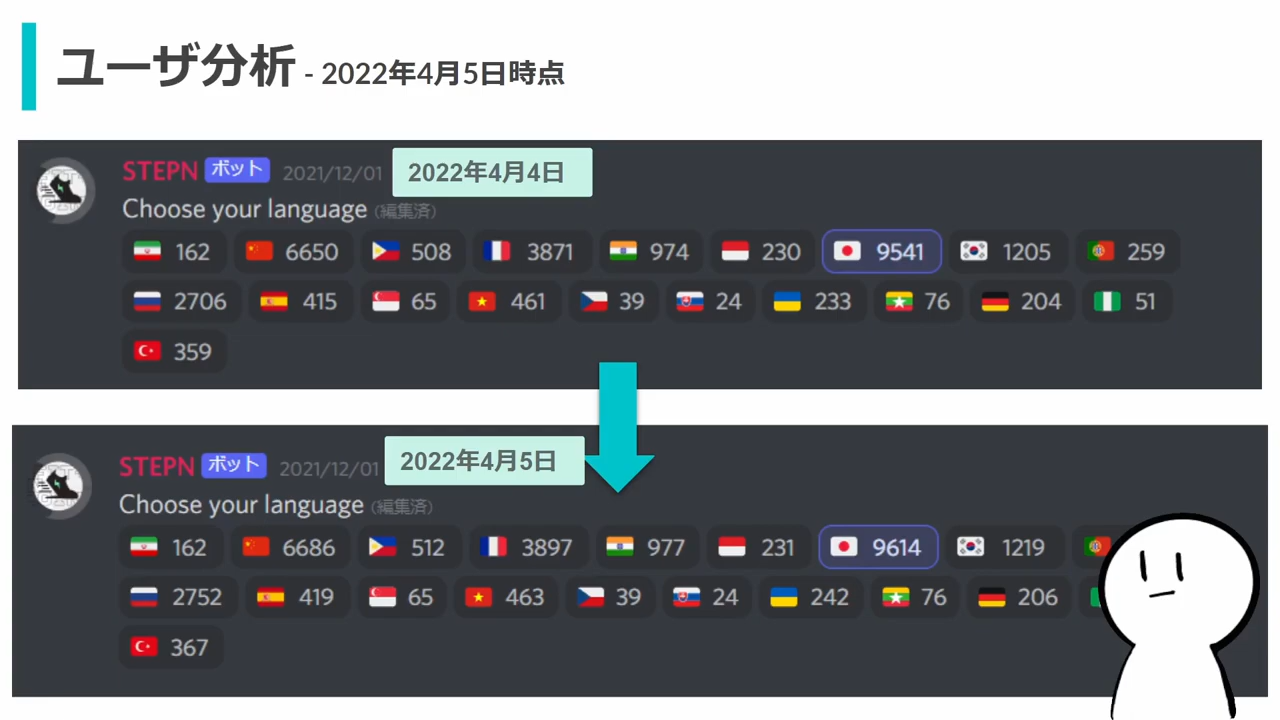 ユーザ分析 - 2022年4月5日時点
STEPN ボット 2021/12/01 2022年4月4日
Choose your language (編集済)
162 6650 508 3871 974 230 9541 1205 259
2706 415 65 461 39 24 233 76 204 51
359
STEPN ボット 2021/12/01 2022年4月5日
Choose your language (編集済)
162 6686 512 3897 977 231 9614 1219
2752 419 65 463 39 24 242 76 206
367